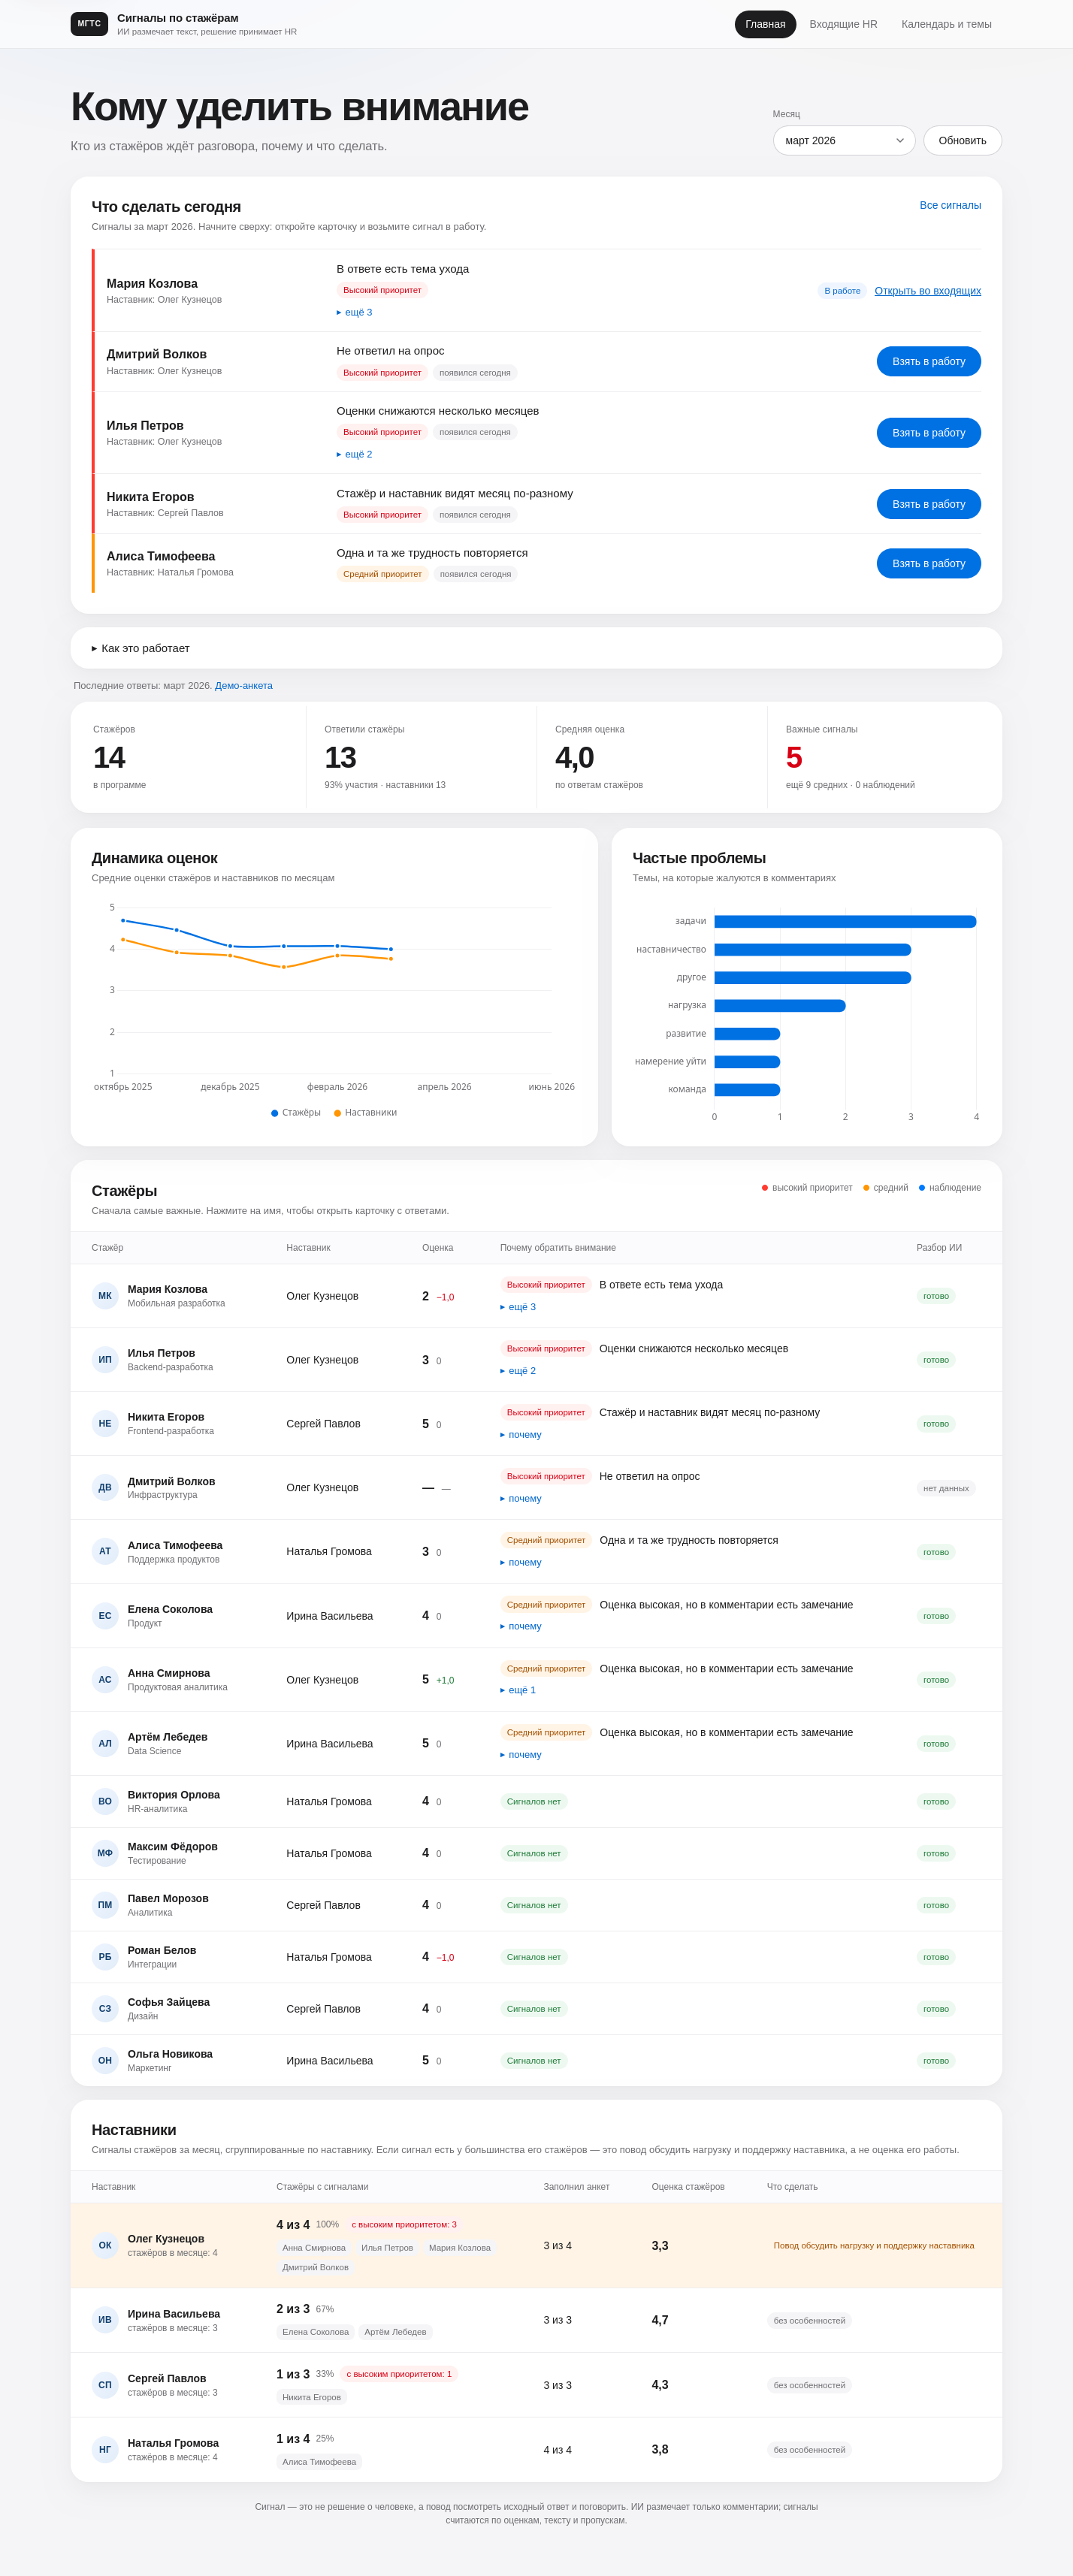 МГТС
Сигналы по стажёрам
ИИ размечает текст, решение принимает HR
Главная
Входящие HR
Календарь и темы
Кому уделить внимание
Кто из стажёров ждёт разговора, почему и что сделать.
Месяц
март 2026
Обновить
Что сделать сегодня
Все сигналы
Сигналы за март 2026. Начните сверху: откройте карточку и возьмите сигнал в работу.
Мария Козлова
Наставник: Олег Кузнецов
В ответе есть тема ухода
Высокий приоритет
▸ ещё 3
В работе
Открыть во входящих
Дмитрий Волков
Наставник: Олег Кузнецов
Не ответил на опрос
Высокий приоритет
появился сегодня
Взять в работу
Илья Петров
Наставник: Олег Кузнецов
Оценки снижаются несколько месяцев
Высокий приоритет
появился сегодня
▸ ещё 2
Взять в работу
Никита Егоров
Наставник: Сергей Павлов
Стажёр и наставник видят месяц по-разному
Высокий приоритет
появился сегодня
Взять в работу
Алиса Тимофеева
Наставник: Наталья Громова
Одна и та же трудность повторяется
Средний приоритет
появился сегодня
Взять в работу
▸ Как это работает
Последние ответы: март 2026. Демо-анкета
Стажёров
14
в программе
Ответили стажёры
13
93% участия · наставники 13
Средняя оценка
4,0
по ответам стажёров
Важные сигналы
5
ещё 9 средних · 0 наблюдений
Динамика оценок
Средние оценки стажёров и наставников по месяцам
5
4
3
2
1
октябрь 2025
декабрь 2025
февраль 2026
апрель 2026
июнь 2026
Стажёры
Наставники
Частые проблемы
Темы, на которые жалуются в комментариях
задачи
наставничество
другое
нагрузка
развитие
намерение уйти
команда
0
1
2
3
4
Стажёры
Сначала самые важные. Нажмите на имя, чтобы открыть карточку с ответами.
высокий приоритет
средний
наблюдение
Стажёр
Наставник
Оценка
Почему обратить внимание
Разбор ИИ
МК
Мария Козлова
Мобильная разработка
Олег Кузнецов
2 −1,0
Высокий приоритет
В ответе есть тема ухода
▸ ещё 3
готово
ИП
Илья Петров
Backend-разработка
Олег Кузнецов
3 0
Высокий приоритет
Оценки снижаются несколько месяцев
▸ ещё 2
готово
НЕ
Никита Егоров
Frontend-разработка
Сергей Павлов
5 0
Высокий приоритет
Стажёр и наставник видят месяц по-разному
▸ почему
готово
ДВ
Дмитрий Волков
Инфраструктура
Олег Кузнецов
— —
Высокий приоритет
Не ответил на опрос
▸ почему
нет данных
АТ
Алиса Тимофеева
Поддержка продуктов
Наталья Громова
3 0
Средний приоритет
Одна и та же трудность повторяется
▸ почему
готово
ЕС
Елена Соколова
Продукт
Ирина Васильева
4 0
Средний приоритет
Оценка высокая, но в комментарии есть замечание
▸ почему
готово
АС
Анна Смирнова
Продуктовая аналитика
Олег Кузнецов
5 +1,0
Средний приоритет
Оценка высокая, но в комментарии есть замечание
▸ ещё 1
готово
АЛ
Артём Лебедев
Data Science
Ирина Васильева
5 0
Средний приоритет
Оценка высокая, но в комментарии есть замечание
▸ почему
готово
ВО
Виктория Орлова
HR-аналитика
Наталья Громова
4 0
Сигналов нет
готово
МФ
Максим Фёдоров
Тестирование
Наталья Громова
4 0
Сигналов нет
готово
ПМ
Павел Морозов
Аналитика
Сергей Павлов
4 0
Сигналов нет
готово
РБ
Роман Белов
Интеграции
Наталья Громова
4 −1,0
Сигналов нет
готово
СЗ
Софья Зайцева
Дизайн
Сергей Павлов
4 0
Сигналов нет
готово
ОН
Ольга Новикова
Маркетинг
Ирина Васильева
5 0
Сигналов нет
готово
Наставники
Сигналы стажёров за месяц, сгруппированные по наставнику. Если сигнал есть у большинства его стажёров — это повод обсудить нагрузку и поддержку наставника, а не оценка его работы.
Наставник
Стажёры с сигналами
Заполнил анкет
Оценка стажёров
Что сделать
ОК
Олег Кузнецов
стажёров в месяце: 4
4 из 4 100% с высоким приоритетом: 3
Анна Смирнова Илья Петров Мария Козлова
Дмитрий Волков
3 из 4
3,3
Повод обсудить нагрузку и поддержку наставника
ИВ
Ирина Васильева
стажёров в месяце: 3
2 из 3 67%
Елена Соколова Артём Лебедев
3 из 3
4,7
без особенностей
СП
Сергей Павлов
стажёров в месяце: 3
1 из 3 33% с высоким приоритетом: 1
Никита Егоров
3 из 3
4,3
без особенностей
НГ
Наталья Громова
стажёров в месяце: 4
1 из 4 25%
Алиса Тимофеева
4 из 4
3,8
без особенностей
Сигнал — это не решение о человеке, а повод посмотреть исходный ответ и поговорить. ИИ размечает только комментарии; сигналы
считаются по оценкам, тексту и пропускам.